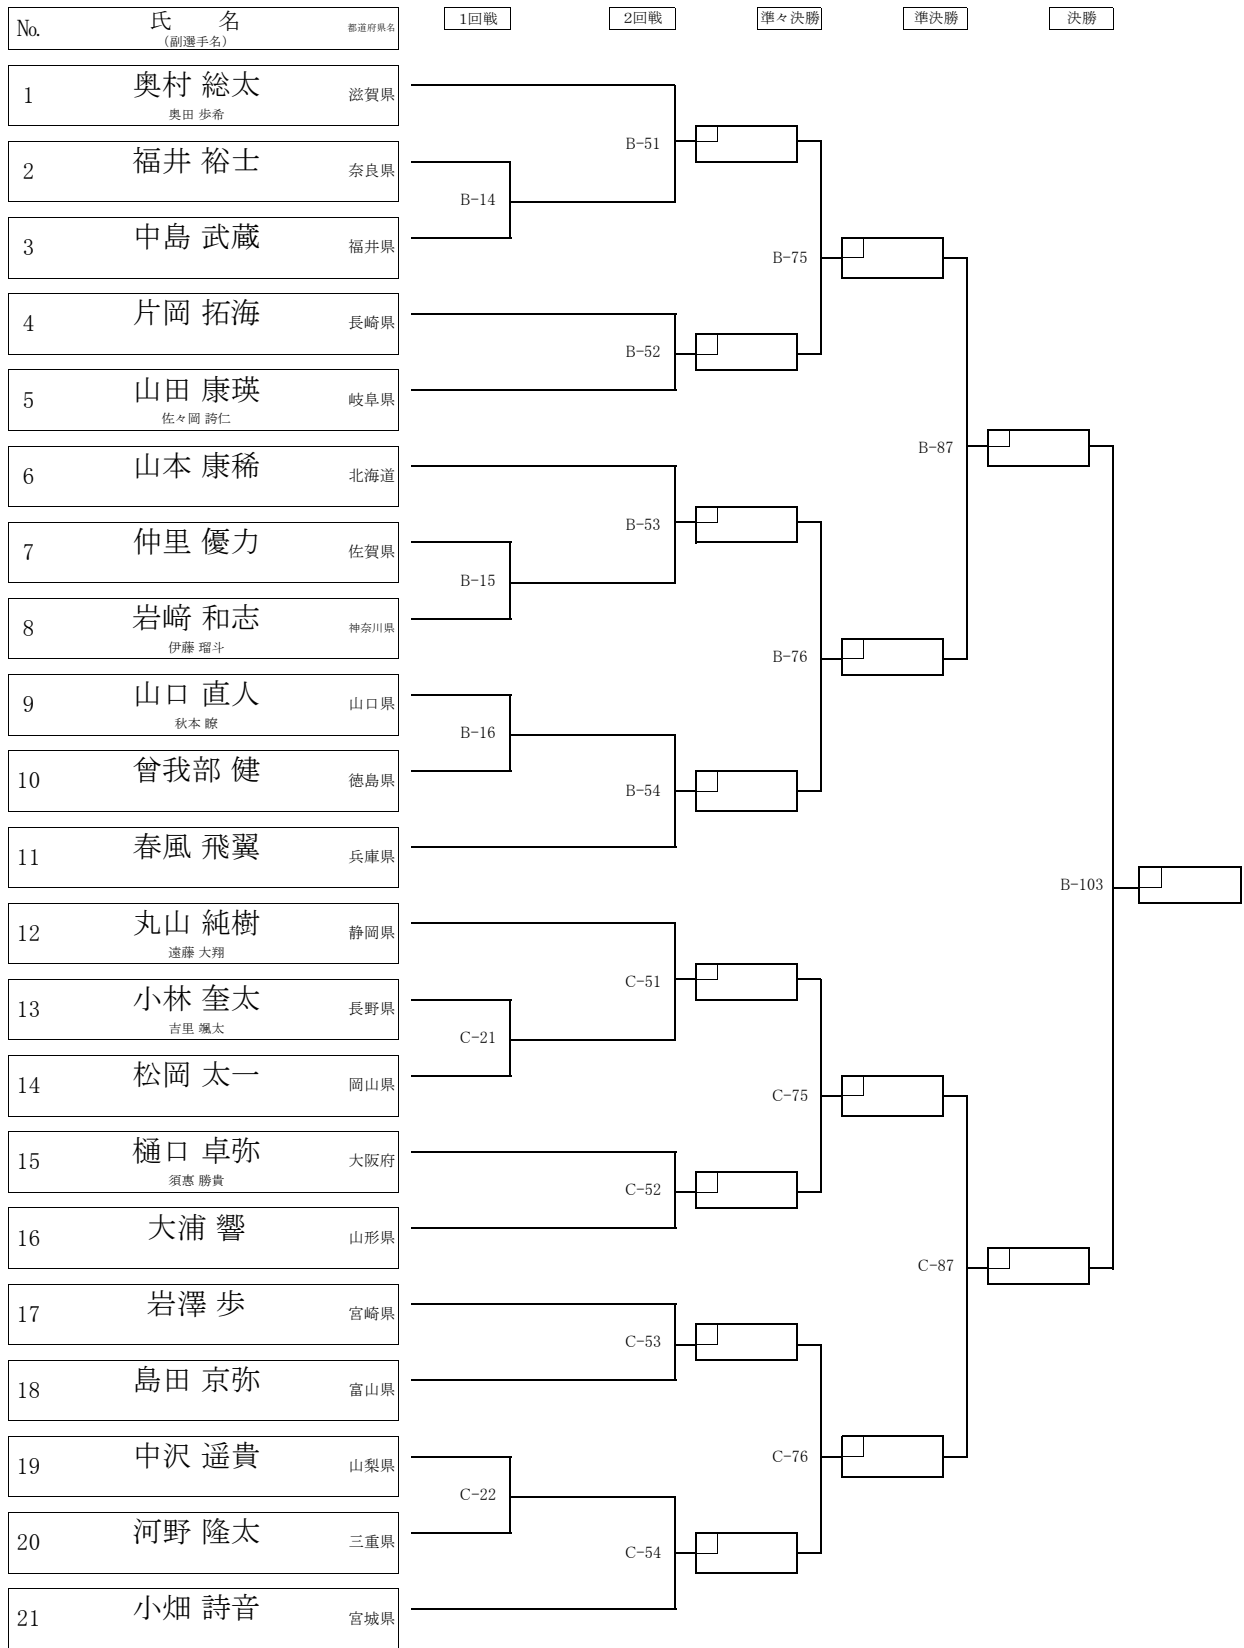 No. 氏 名 都道府県名 1回戦 2回戦 準々決勝 準決勝 決勝
（副選手名）
1 奥村 総太 滋賀県
奥田 歩希
B-51
2 福井 裕士 奈良県
B-14
3 中島 武蔵 福井県
B-75
4 片岡 拓海 長崎県
B-52
5 山田 康瑛 岐阜県
佐々岡 誇仁
B-87
6 山本 康稀 北海道
B-53
7 仲里 優力 佐賀県
B-15
8 岩﨑 和志 神奈川県
伊藤 瑠斗
B-76
9 山口 直人 山口県
秋本 瞭
B-16
10 曾我部 健 徳島県
B-54
11 春風 飛翼 兵庫県
B-103
12 丸山 純樹 静岡県
遠藤 大翔
C-51
13 小林 奎太 長野県
吉里 颯太
C-21
14 松岡 太一 岡山県
C-75
15 樋口 卓弥 大阪府
須惠 勝貴
C-52
16 大浦 響 山形県
C-87
17 岩澤 歩 宮崎県
C-53
18 島田 京弥 富山県
19 中沢 遥貴 山梨県
C-76
C-22
20 河野 隆太 三重県
C-54
21 小畑 詩音 宮城県